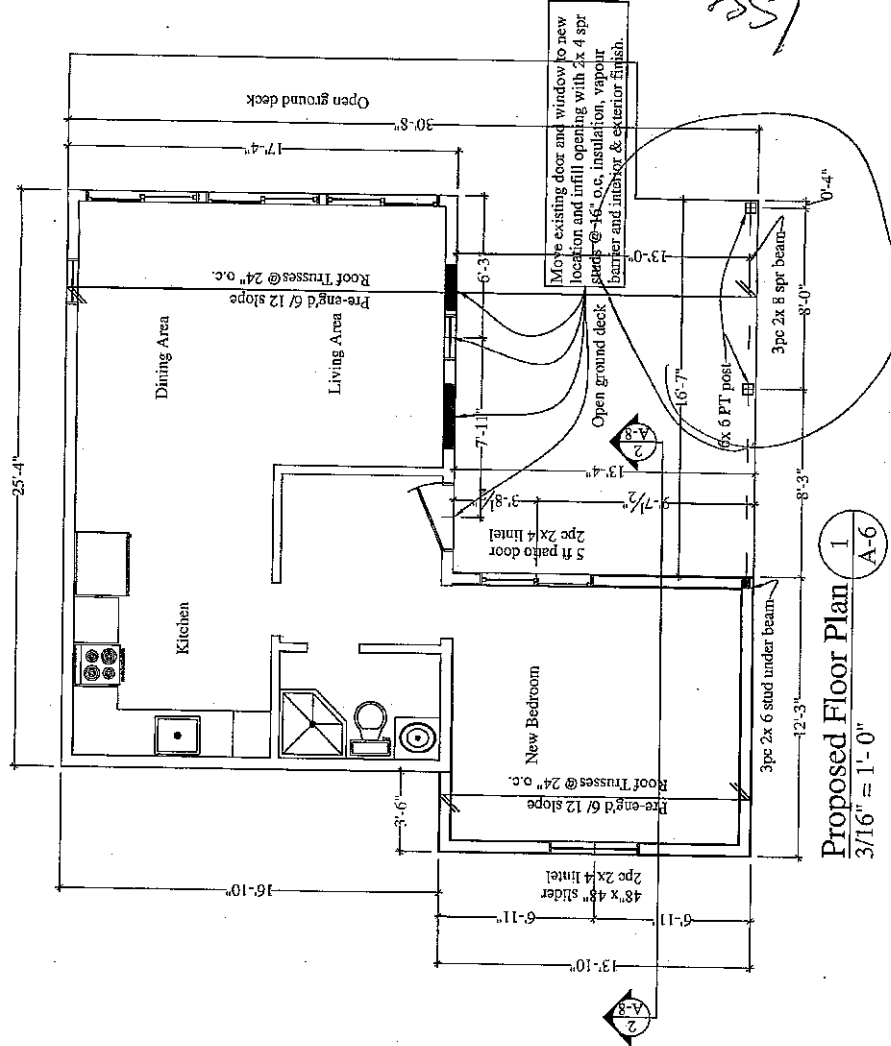 25'-4"
Open ground deck
30'-8"
17'-4"
Dining Area
Living Area
Kitchen
Pre-eng'd 6/ 12 slope
Roof Trusses @ 24" o.c.
Move existing door and window to new
location and infill opening with 2x 4 spr
studs @ 16" o.c, insulation, vapour
barrier and interior & exterior finish.
13'-0"
6'-3"
7'-11"
Open ground deck
16'-7"
6x 6 PT post
3pc 2x 8 spr beam
0'-4"
8'-0"
8'-3"
13'-4"
2
A-8
3'-8½"
9'-7½"
5 ft patio door
2pc 2x 4 lintel
New Bedroom
Pre-eng'd 6/ 12 slope
Roof Trusses @ 24" o.c.
3pc 2x 6 stud under beam
12'-3"
3'-6"
16'-10"
48" x 48" slider
2pc 2x 4 lintel
6'-11"
6'-11"
13'-10"
2
A-8
Proposed Floor Plan
3/16" = 1'- 0"
1
A-6